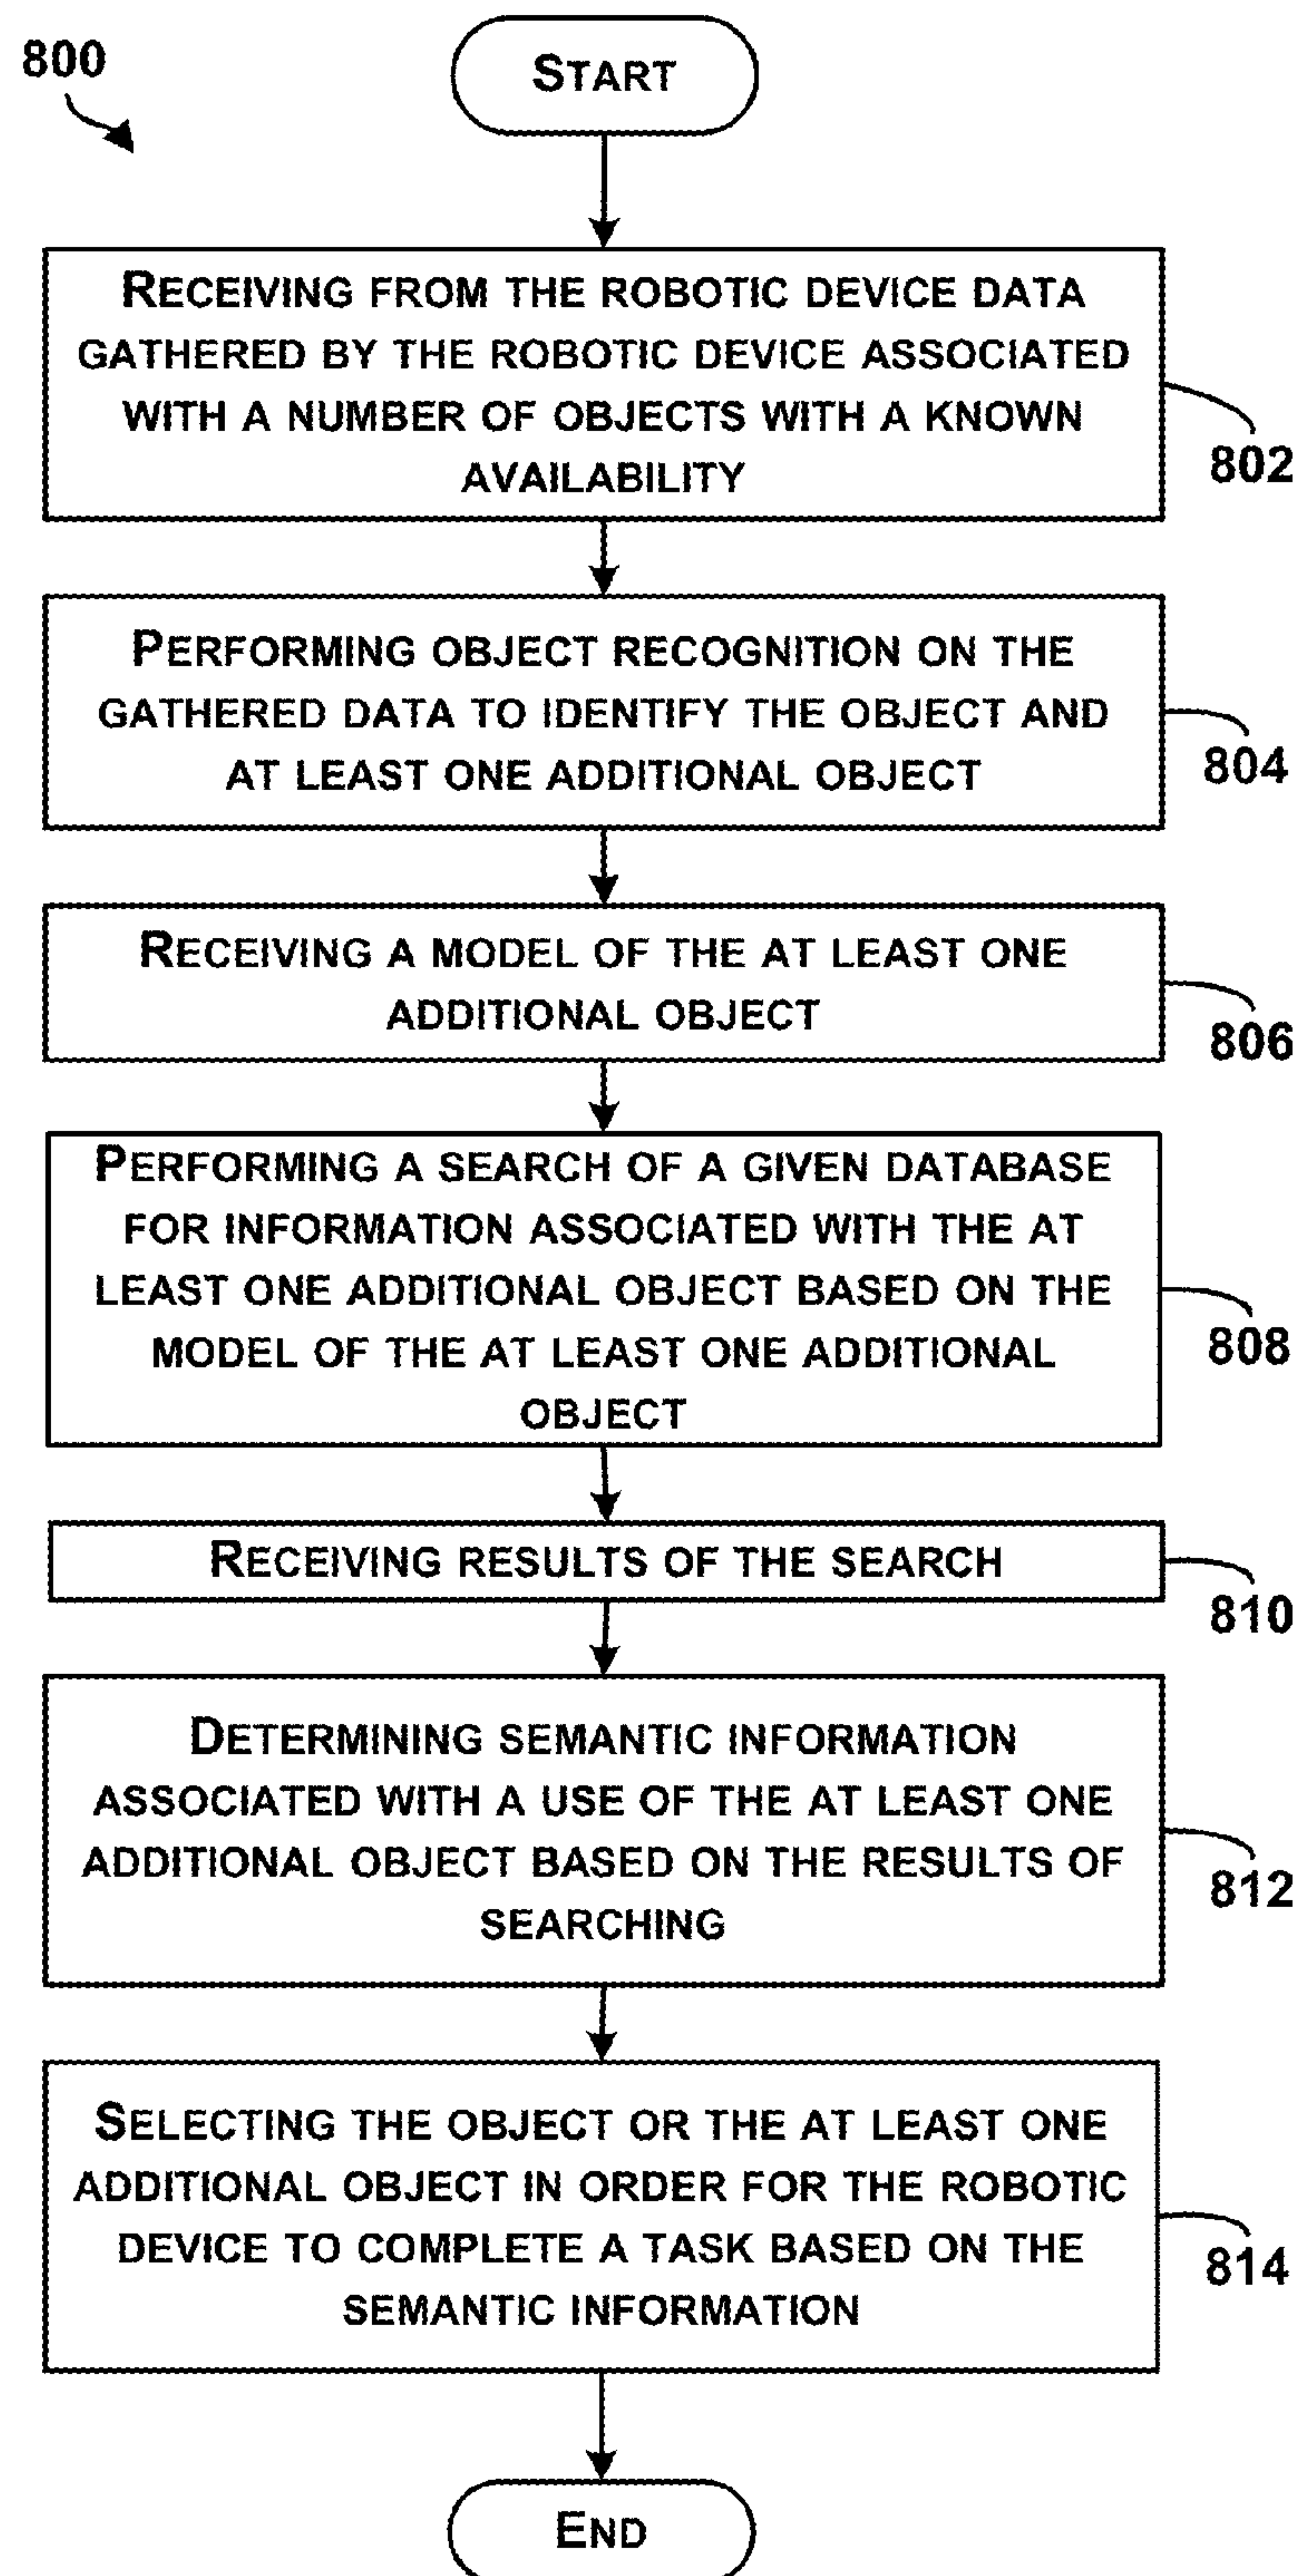 800
START
RECEIVING FROM THE ROBOTIC DEVICE DATA
GATHERED BY THE ROBOTIC DEVICE ASSOCIATED
WITH A NUMBER OF OBJECTS WITH A KNOWN
AVAILABILITY
802
PERFORMING OBJECT RECOGNITION ON THE
GATHERED DATA TO IDENTIFY THE OBJECT AND
AT LEAST ONE ADDITIONAL OBJECT
804
RECEIVING A MODEL OF THE AT LEAST ONE
ADDITIONAL OBJECT
806
PERFORMING A SEARCH OF A GIVEN DATABASE
FOR INFORMATION ASSOCIATED WITH THE AT
LEAST ONE ADDITIONAL OBJECT BASED ON THE
MODEL OF THE AT LEAST ONE ADDITIONAL
OBJECT
808
RECEIVING RESULTS OF THE SEARCH
810
DETERMINING SEMANTIC INFORMATION
ASSOCIATED WITH A USE OF THE AT LEAST ONE
ADDITIONAL OBJECT BASED ON THE RESULTS OF
SEARCHING
812
SELECTING THE OBJECT OR THE AT LEAST ONE
ADDITIONAL OBJECT IN ORDER FOR THE ROBOTIC
DEVICE TO COMPLETE A TASK BASED ON THE
SEMANTIC INFORMATION
814
END